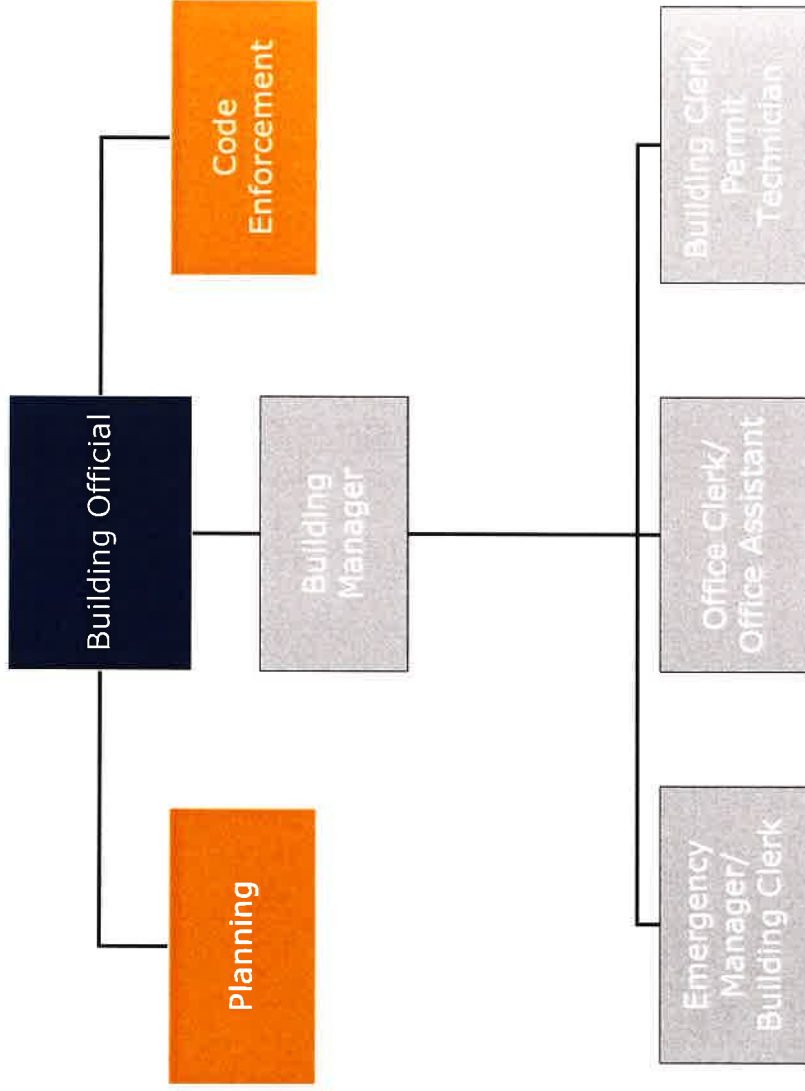 Building Official
Planning
Code
Enforcement
Building
Manager
Emergency
Manager/
Building Clerk
Office Clerk/
Office Assistant
Building Clerk/
Permit
Technician